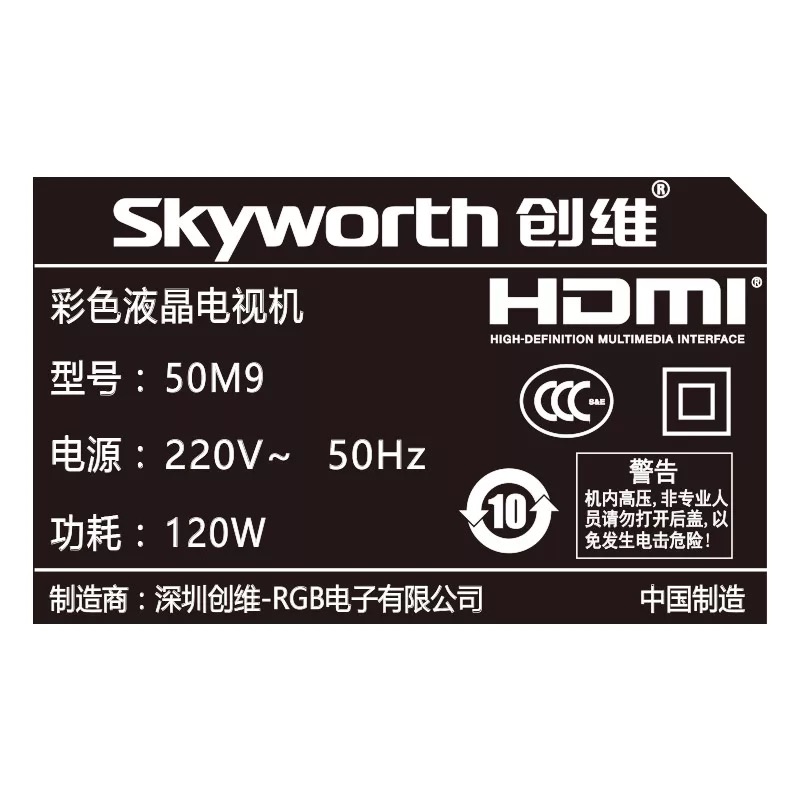 Skyworth 创维®
彩色液晶电视机
HDMI®
HIGH-DEFINITION MULTIMEDIA INTERFACE
型号：50M9
CCC S&E
电源：220V~ 50Hz
10
警告
机内高压,非专业人
员请勿打开后盖,以
免发生电击危险!
功耗：120W
制造商：深圳创维-RGB电子有限公司
中国制造